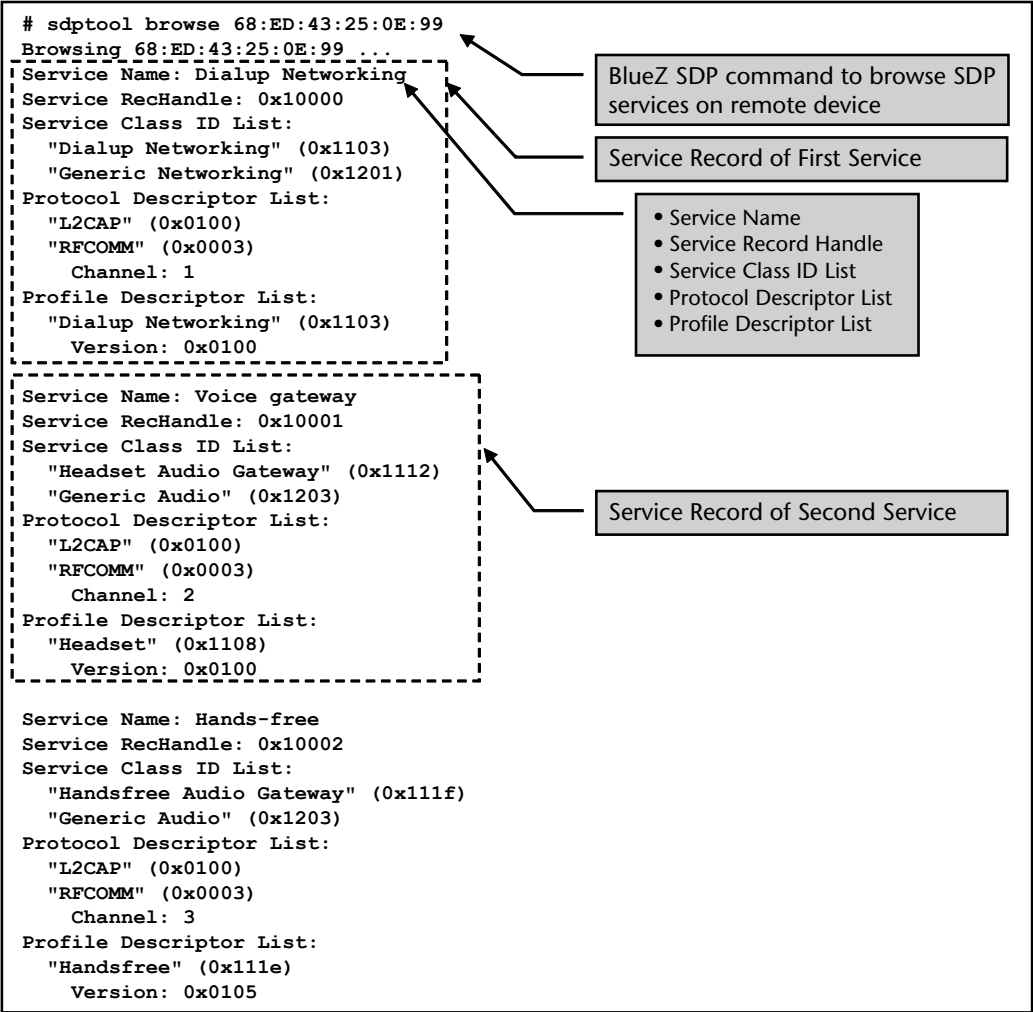 # sdptool browse 68:ED:43:25:0E:99
Browsing 68:ED:43:25:0E:99 ...
Service Name: Dialup Networking
Service RecHandle: 0x10000
Service Class ID List:
"Dialup Networking" (0x1103)
"Generic Networking" (0x1201)
Protocol Descriptor List:
"L2CAP" (0x0100)
"RFCOMM" (0x0003)
Channel: 1
Profile Descriptor List:
"Dialup Networking" (0x1103)
Version: 0x0100
BlueZ SDP command to browse SDP
services on remote device
Service Record of First Service
• Service Name
• Service Record Handle
• Service Class ID List
• Protocol Descriptor List
• Profile Descriptor List
Service Name: Voice gateway
Service RecHandle: 0x10001
Service Class ID List:
"Headset Audio Gateway" (0x1112)
"Generic Audio" (0x1203)
Protocol Descriptor List:
"L2CAP" (0x0100)
"RFCOMM" (0x0003)
Channel: 2
Profile Descriptor List:
"Headset" (0x1108)
Version: 0x0100
Service Record of Second Service
Service Name: Hands-free
Service RecHandle: 0x10002
Service Class ID List:
"Handsfree Audio Gateway" (0x111f)
"Generic Audio" (0x1203)
Protocol Descriptor List:
"L2CAP" (0x0100)
"RFCOMM" (0x0003)
Channel: 3
Profile Descriptor List:
"Handsfree" (0x111e)
Version: 0x0105